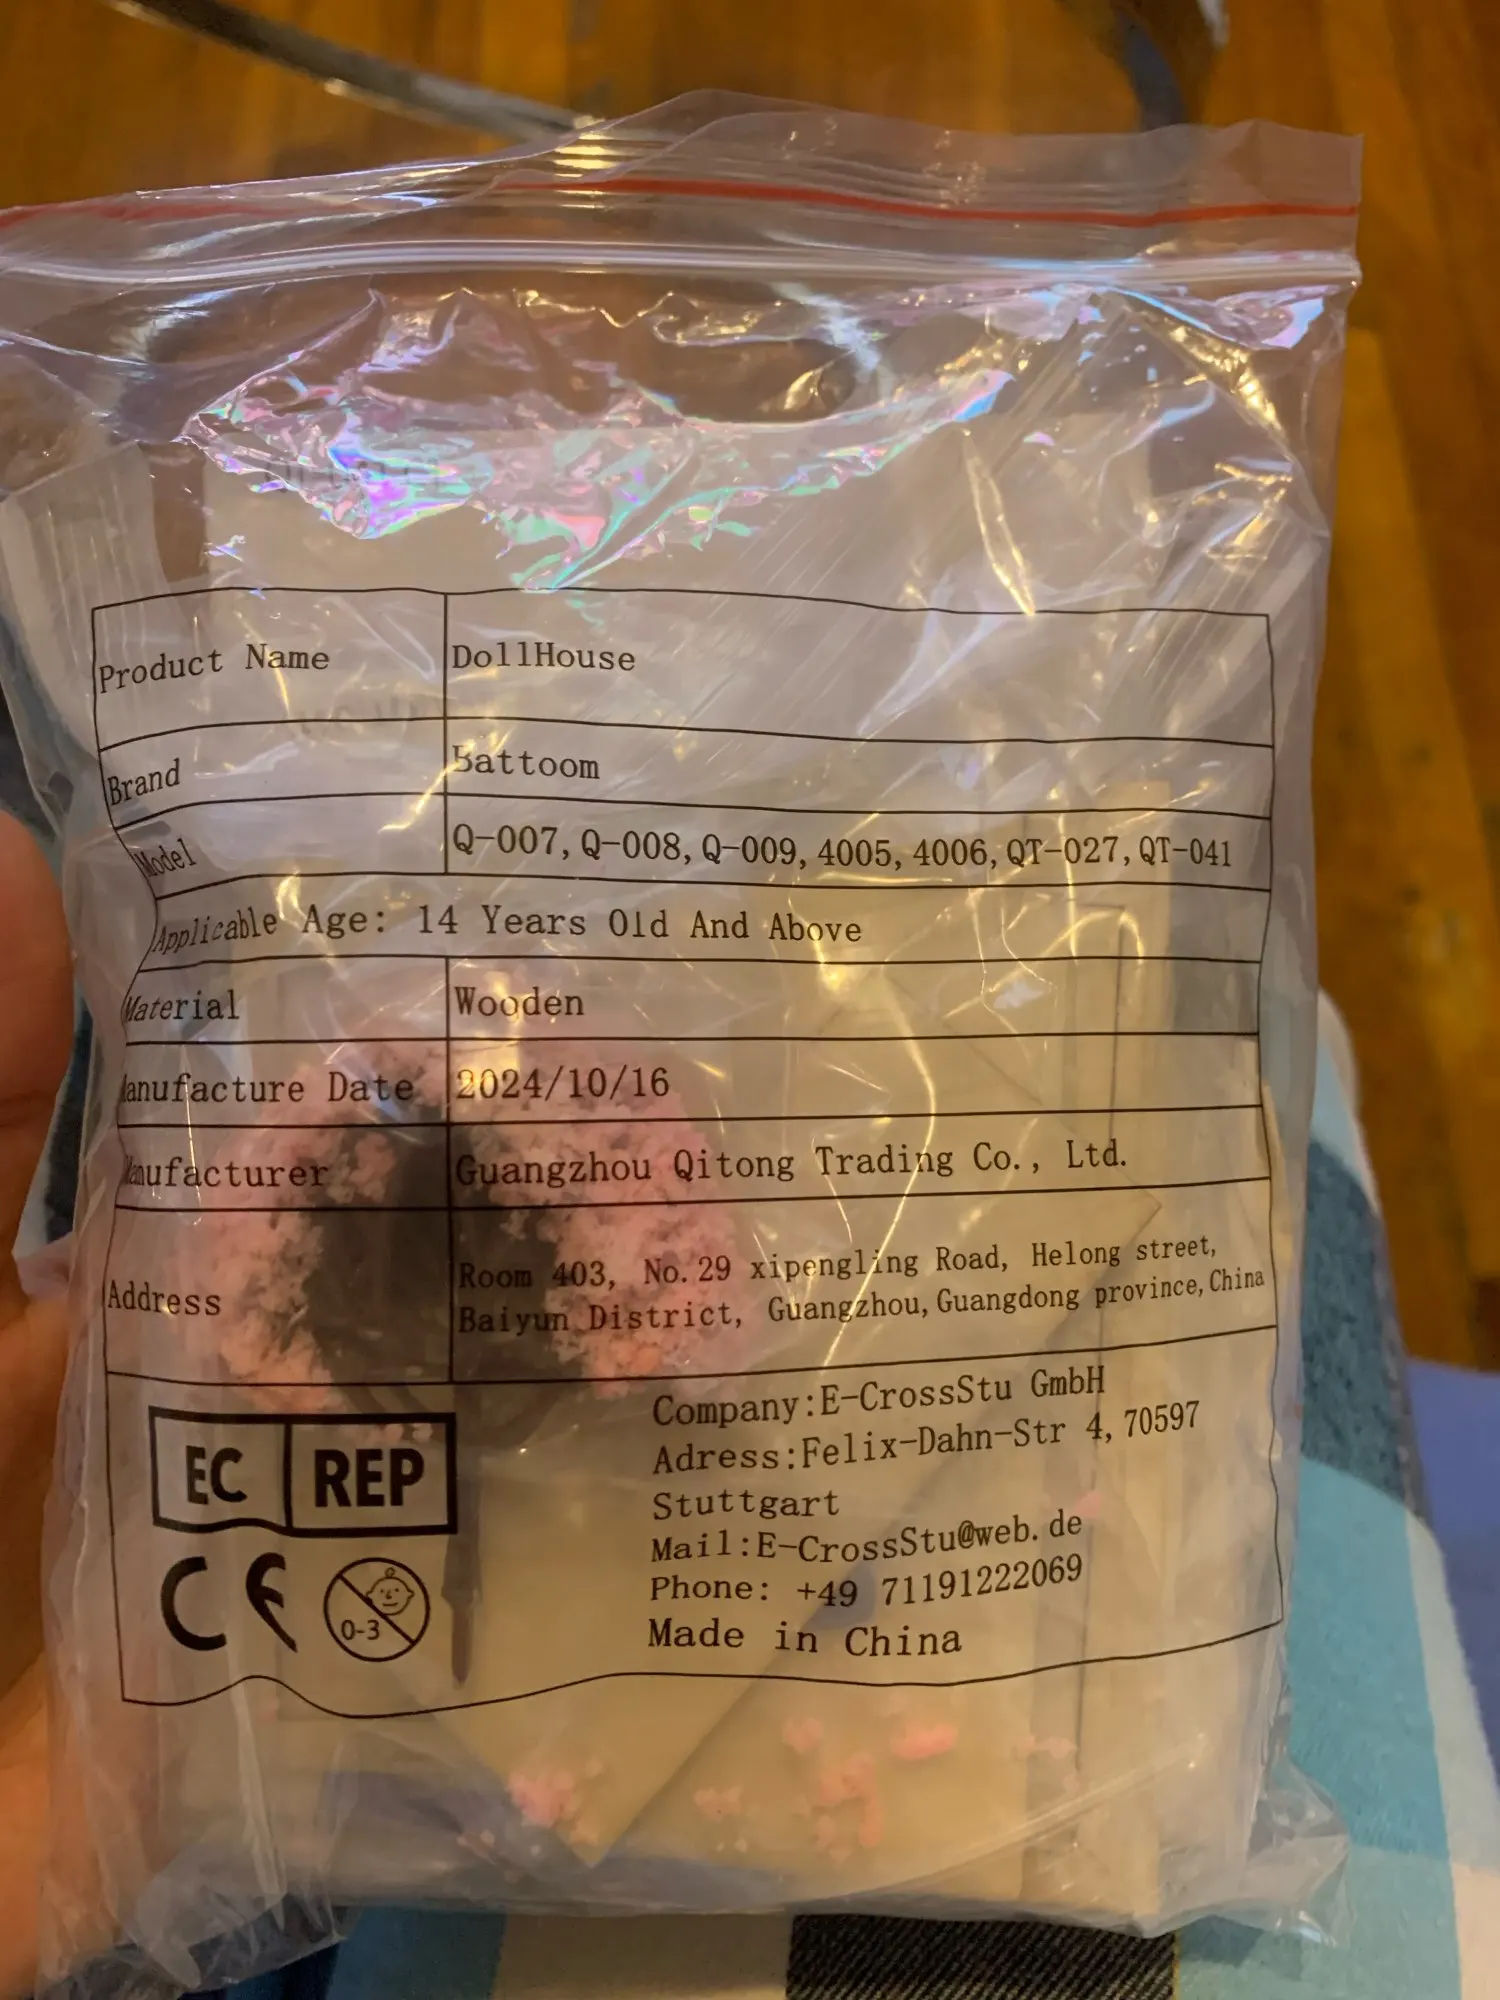 Product Name DollHouse
Brand Battoom
Model Q-007, Q-008, Q-009, 4005, 4006, QT-027, QT-041
Applicable Age: 14 Years Old And Above
Material Wooden
Manufacture Date 2024/10/16
Manufacturer Guangzhou Qitong Trading Co., Ltd.
Address Room 403, No.29 xipengling Road, Helong street,
Baiyun District, Guangzhou, Guangdong province, China
EC REP
CE 0-3
Company:E-CrossStu GmbH
Adress:Felix-Dahn-Str 4, 70597
Stuttgart
Mail:E-CrossStu@web.de
Phone: +49 71191222069
Made in China